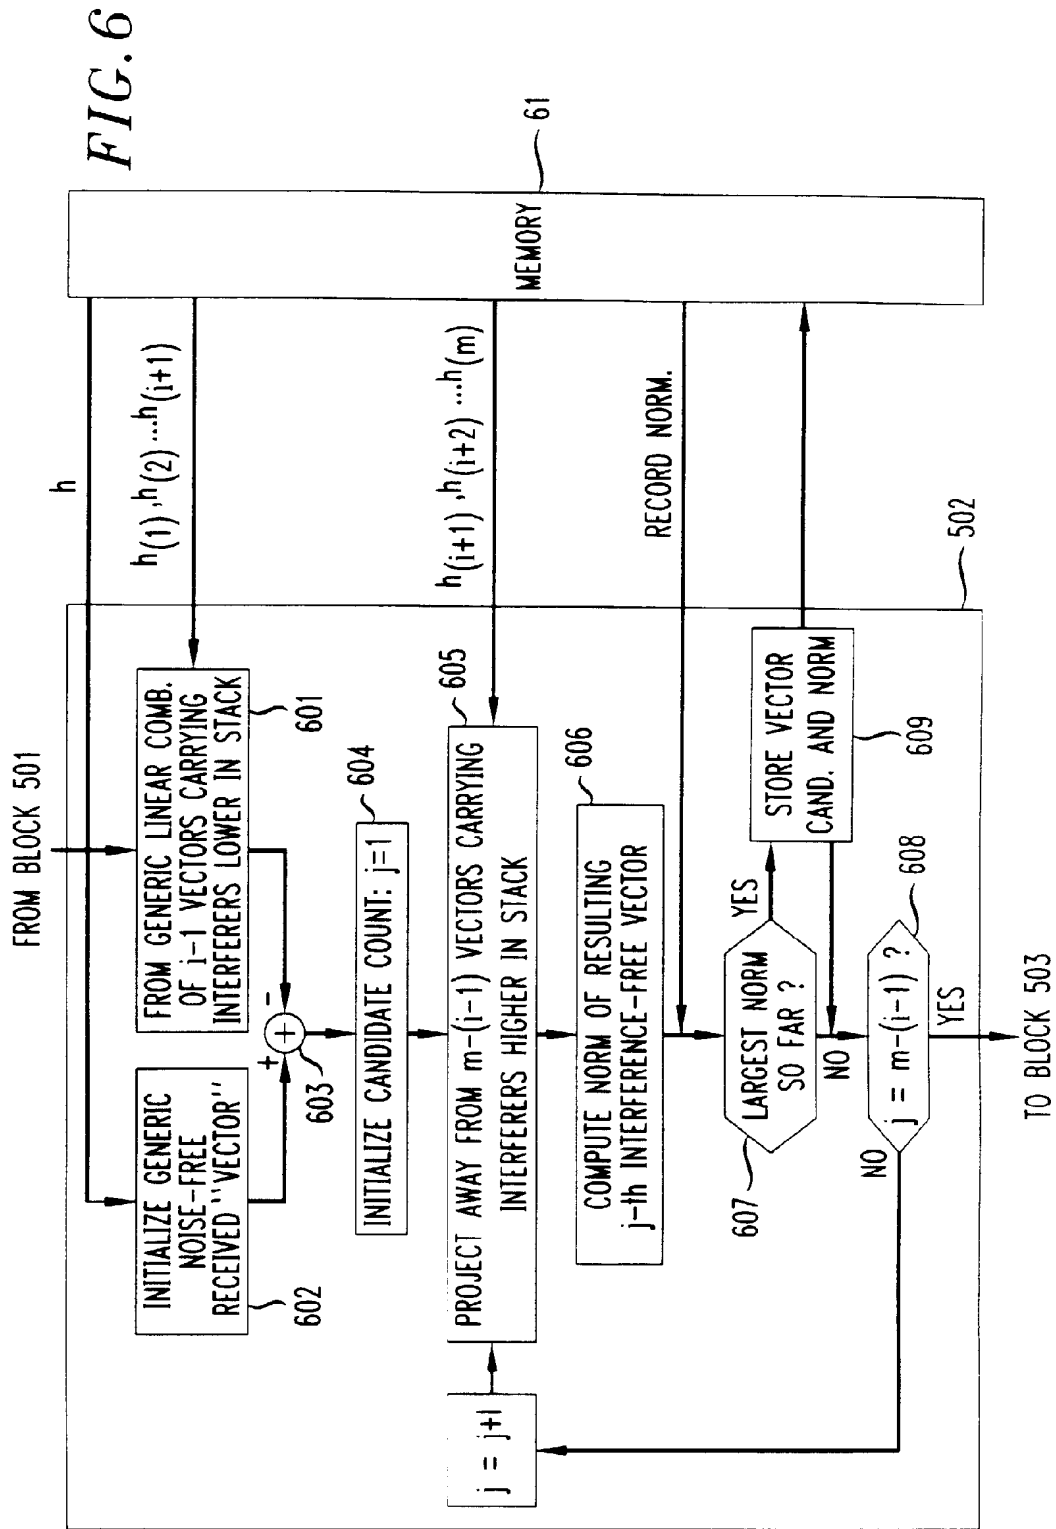 FIG. 6
FROM BLOCK 501
h
h(1) ,h(2) ...h(i+1)
h(i+1) ,h(i+2) ...h(m)
RECORD NORM.
MEMORY
61
502
INITIALIZE GENERIC
NOISE-FREE
RECEIVED "VECTOR"
602
FROM GENERIC LINEAR COMB.
OF i-1 VECTORS CARRYING
INTERFERERS LOWER IN STACK
601
+
-
+
603
INITIALIZE CANDIDATE COUNT: j=1
604
PROJECT AWAY FROM m-(i-1) VECTORS CARRYING
INTERFERERS HIGHER IN STACK
605
j = j+1
COMPUTE NORM OF RESULTING
j-th INTERFERENCE-FREE VECTOR
606
LARGEST NORM
SO FAR ?
607
YES
NO
STORE VECTOR
CAND. AND NORM
609
j = m-(i-1) ?
608
NO
YES
TO BLOCK 503